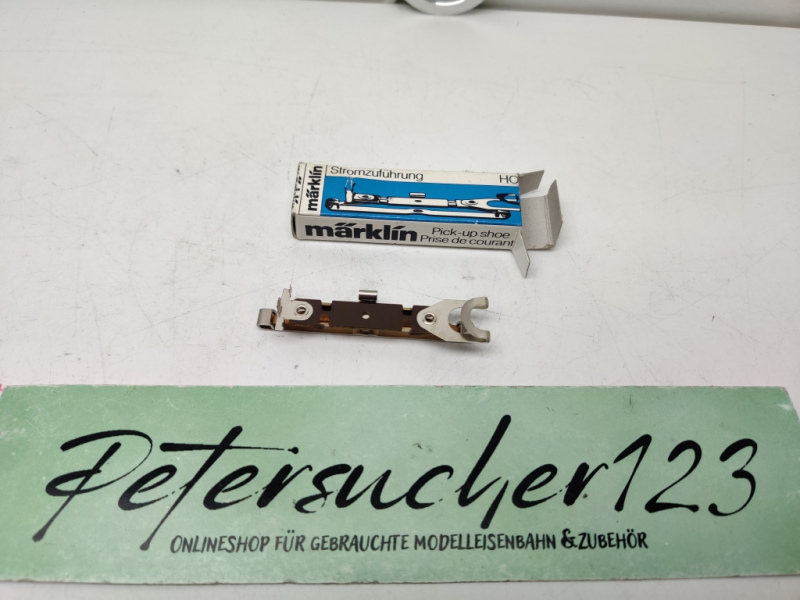 Stromzuführung HO
märklin
märklin Pick-up shoe
Prise de courant
Petersucher123
ONLINESHOP FÜR GEBRAUCHTE MODELLEISENBAHN & ZUBEHÖR